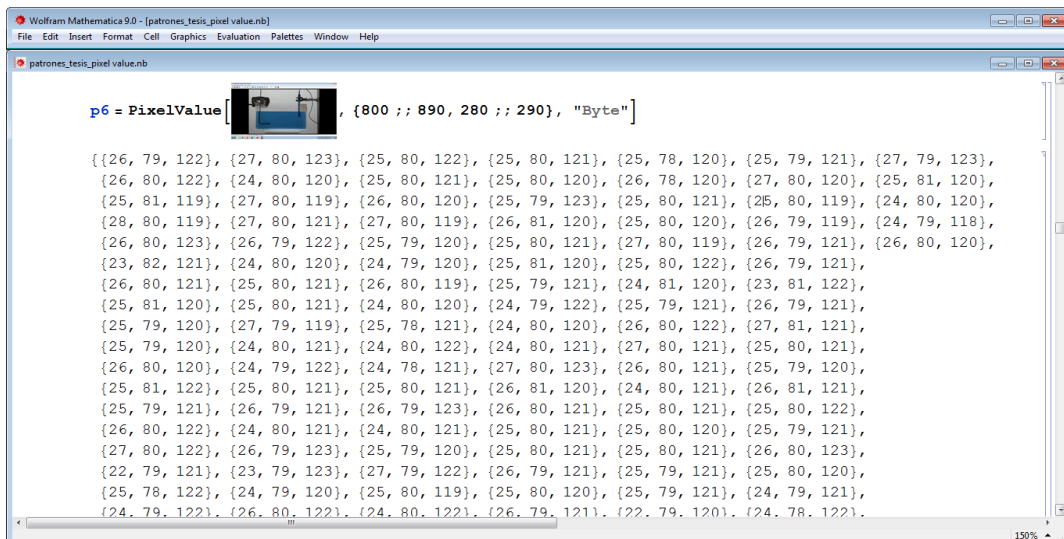 Wolfram Mathematica 9.0 - [patrones_tesis_pixel value.nb]
File Edit Insert Format Cell Graphics Evaluation Palettes Window Help
patrones_tesis_pixel value.nb
p6 = PixelValue[ , {800 ;; 890, 280 ;; 290}, "Byte"]
{{26, 79, 122}, {27, 80, 123}, {25, 80, 122}, {25, 80, 121}, {25, 78, 120}, {25, 79, 121}, {27, 79, 123},
{26, 80, 122}, {24, 80, 120}, {25, 80, 121}, {25, 80, 120}, {26, 78, 120}, {27, 80, 120}, {25, 81, 120},
{25, 81, 119}, {27, 80, 119}, {26, 80, 120}, {25, 79, 123}, {25, 80, 121}, {25, 80, 119}, {24, 80, 120},
{28, 80, 119}, {27, 80, 121}, {27, 80, 119}, {26, 81, 120}, {25, 80, 120}, {26, 79, 119}, {24, 79, 118},
{26, 80, 123}, {26, 79, 122}, {25, 79, 120}, {25, 80, 121}, {27, 80, 119}, {26, 79, 121}, {26, 80, 120},
{23, 82, 121}, {24, 80, 120}, {24, 79, 120}, {25, 81, 120}, {25, 80, 122}, {26, 79, 121},
{26, 80, 121}, {25, 80, 121}, {26, 80, 119}, {25, 79, 121}, {24, 81, 120}, {23, 81, 122},
{25, 81, 120}, {25, 80, 121}, {24, 80, 120}, {24, 79, 122}, {25, 79, 121}, {26, 79, 121},
{25, 79, 120}, {27, 79, 119}, {25, 78, 121}, {24, 80, 120}, {26, 80, 122}, {27, 81, 121},
{25, 79, 120}, {24, 80, 121}, {24, 80, 122}, {24, 80, 121}, {27, 80, 121}, {25, 80, 121},
{26, 80, 120}, {24, 79, 122}, {24, 78, 121}, {27, 80, 123}, {26, 80, 121}, {25, 79, 120},
{25, 81, 122}, {25, 80, 121}, {25, 80, 121}, {26, 81, 120}, {24, 80, 121}, {26, 81, 121},
{25, 79, 121}, {26, 79, 121}, {26, 79, 123}, {26, 80, 121}, {25, 80, 121}, {25, 80, 122},
{26, 80, 122}, {24, 80, 121}, {24, 80, 121}, {25, 80, 121}, {25, 80, 120}, {25, 79, 121},
{27, 80, 122}, {26, 79, 123}, {25, 79, 120}, {25, 80, 121}, {25, 80, 121}, {26, 80, 123},
{22, 79, 121}, {23, 79, 123}, {27, 79, 122}, {26, 79, 121}, {25, 79, 121}, {25, 80, 120},
{25, 78, 122}, {24, 79, 120}, {25, 80, 119}, {25, 80, 120}, {25, 79, 121}, {24, 79, 121},
{24, 79, 122}, {26, 80, 122}, {24, 80, 122}, {26, 79, 121}, {22, 79, 120}, {24, 78, 122},
150%